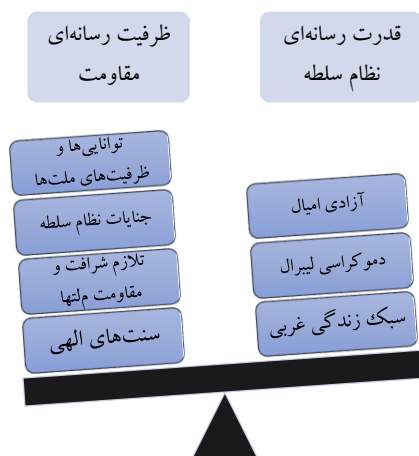 قدرت رسانه‌ای
نظام سلطه
ظرفیت رسانه‌ای
مقاومت
آزادی امیال
دموکراسی لیبرال
سبک زندگی غربی
توانایی‌ها و
ظرفیت‌های ملت‌ها
جنایات نظام سلطه
تلازم شرافت و
مقاومت ملتها
سنت‌های الهی